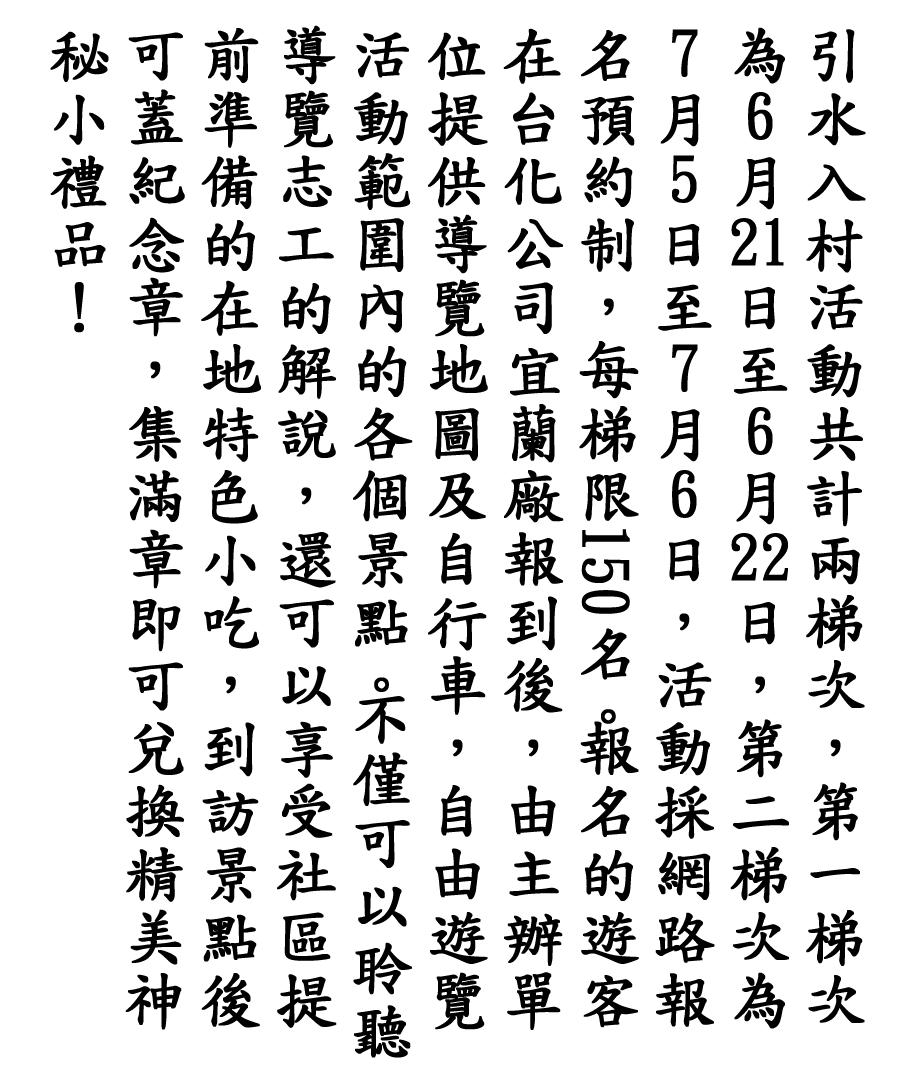 引水入村活動共計兩梯次，第一梯次
為6月21日至6月22日，第二梯次為
7月5日至7月6日，活動採網路報
名預約制，每梯限150名。報名的遊客
在台化公司宜蘭廠報到後，由主辦單
位提供導覽地圖及自行車，自由遊覽
活動範圍內的各個景點。不僅可以聆聽
導覽志工的解說，還可以享受社區提
前準備的在地特色小吃，到訪景點後
可蓋紀念章，集滿章即可兌換精美神
秘小禮品！